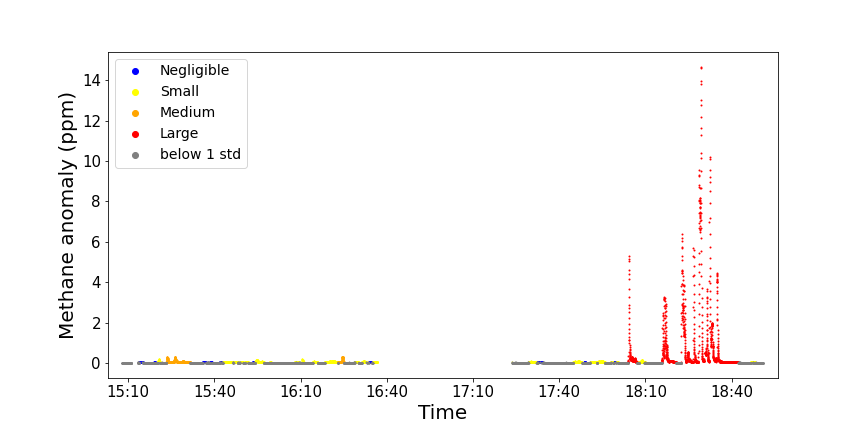 Negligible
Small
Medium
Large
below 1 std
Methane anomaly (ppm)
14
12
10
8
6
4
2
0
15:10 15:40 16:10 16:40 17:10 17:40 18:10 18:40
Time